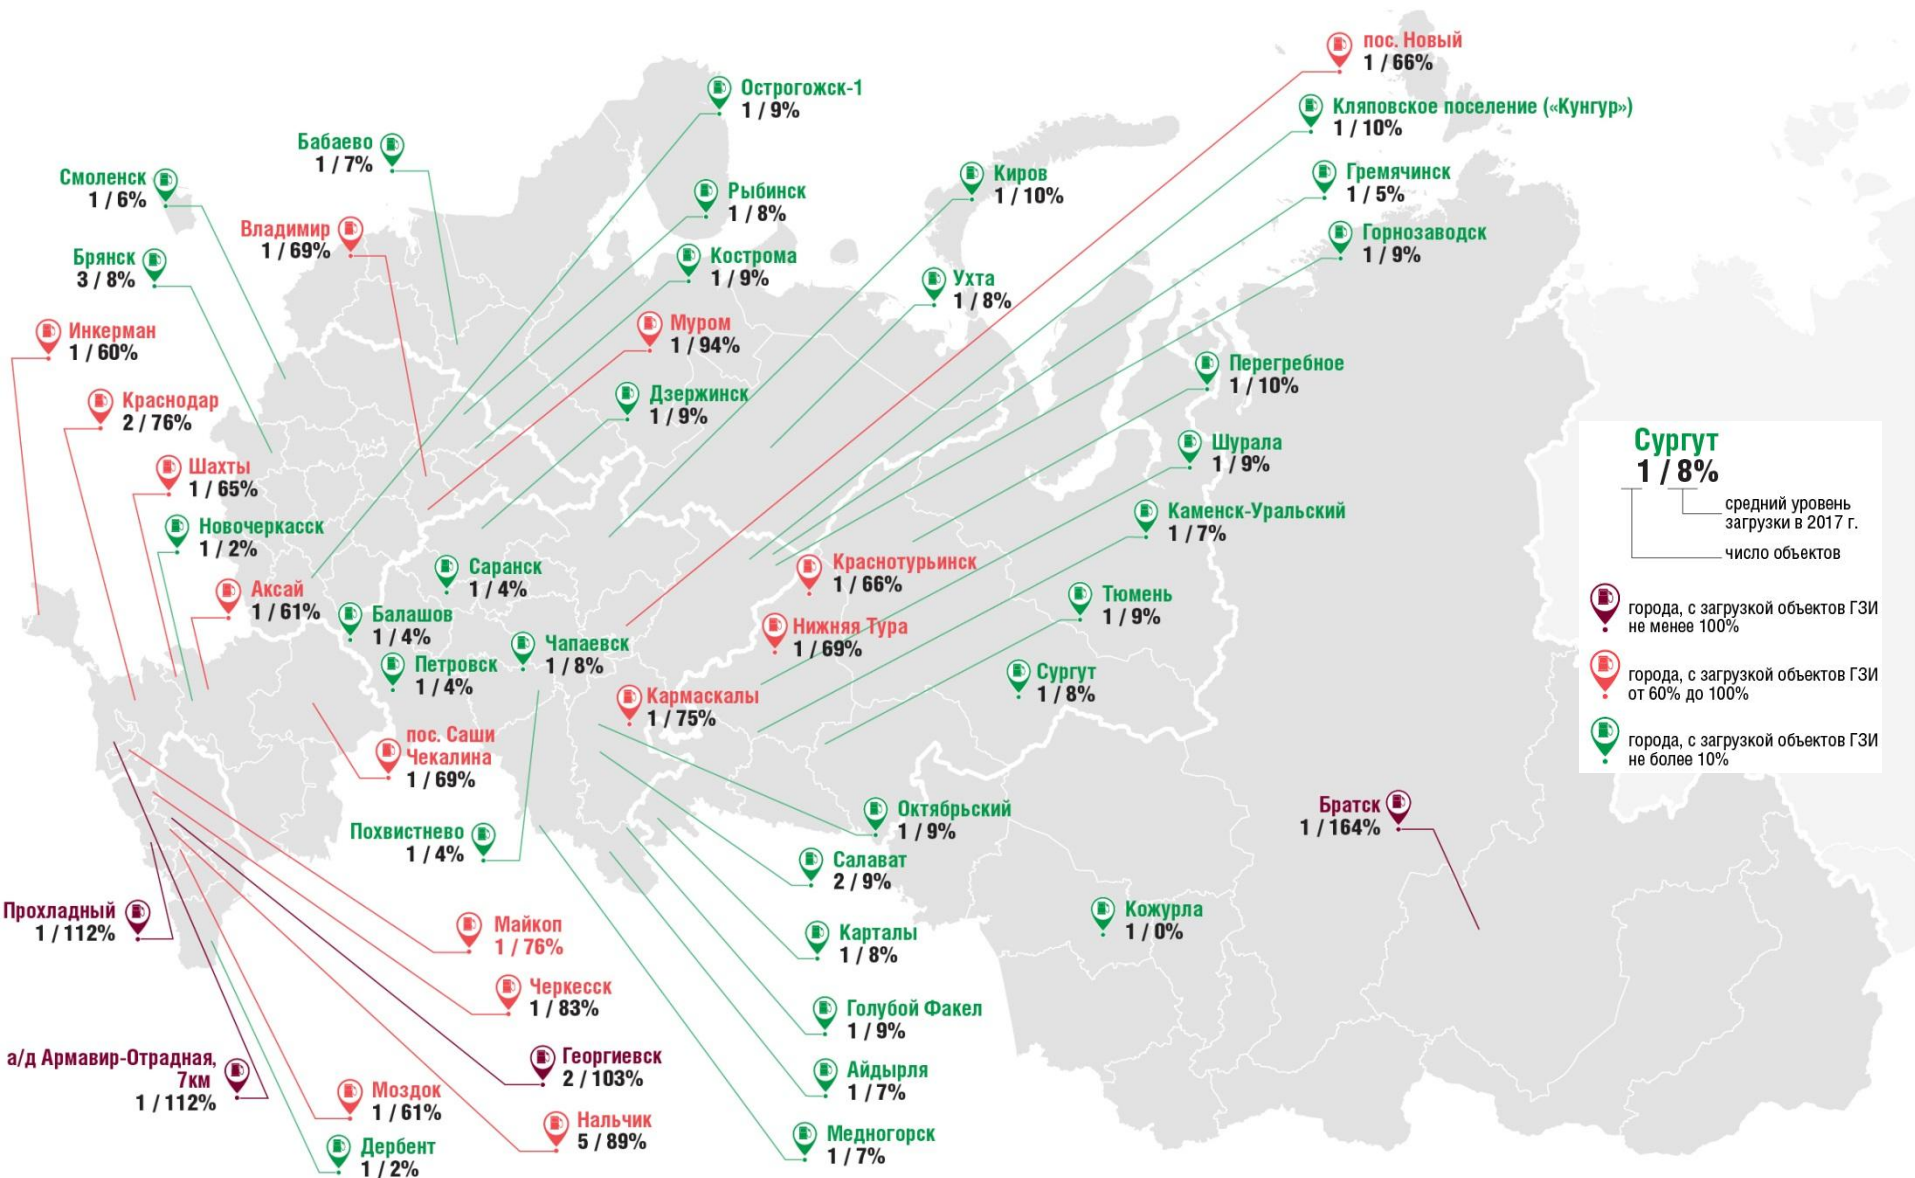 пос. Новый
1 / 66%
Острогожск-1
1 / 9%
Кляповское поселение («Кунгур»)
1 / 10%
Бабаево
1 / 7%
Смоленск
1 / 6%
Рыбинск
1 / 8%
Киров
1 / 10%
Гремячинск
1 / 5%
Владимир
1 / 69%
Горнозаводск
1 / 9%
Брянск
3 / 8%
Кострома
1 / 9%
Ухта
1 / 8%
Инкерман
1 / 60%
Муром
1 / 94%
Перегребное
1 / 10%
Краснодар
2 / 76%
Дзержинск
1 / 9%
Шурала
1 / 9%
Шахты
1 / 65%
Каменск-Уральский
1 / 7%
Новочеркасск
1 / 2%
Саранск
1 / 4%
Краснотурьинск
1 / 66%
Аксай
1 / 61%
Тюмень
1 / 9%
Балашов
1 / 4%
Нижняя Тура
1 / 69%
Чапаевск
1 / 8%
Петровск
1 / 4%
Сургут
1 / 8%
Кармаскалы
1 / 75%
пос. Саши
Чекалина
1 / 69%
Похвистнево
1 / 4%
Октябрьский
1 / 9%
Братск
1 / 164%
Салават
2 / 9%
Прохладный
1 / 112%
Майкоп
1 / 76%
Карталы
1 / 8%
Кожурла
1 / 0%
Черкесск
1 / 83%
Голубой Факел
1 / 9%
а/д Армавир-Отрадная,
7км
1 / 112%
Георгиевск
2 / 103%
Айдырля
1 / 7%
Моздок
1 / 61%
Нальчик
5 / 89%
Медногорск
1 / 7%
Дербент
1 / 2%
Сургут
1 / 8%
средний уровень
загрузки в 2017 г.
число объектов
города, с загрузкой объектов ГЗИ
не менее 100%
города, с загрузкой объектов ГЗИ
от 60% до 100%
города, с загрузкой объектов ГЗИ
не более 10%